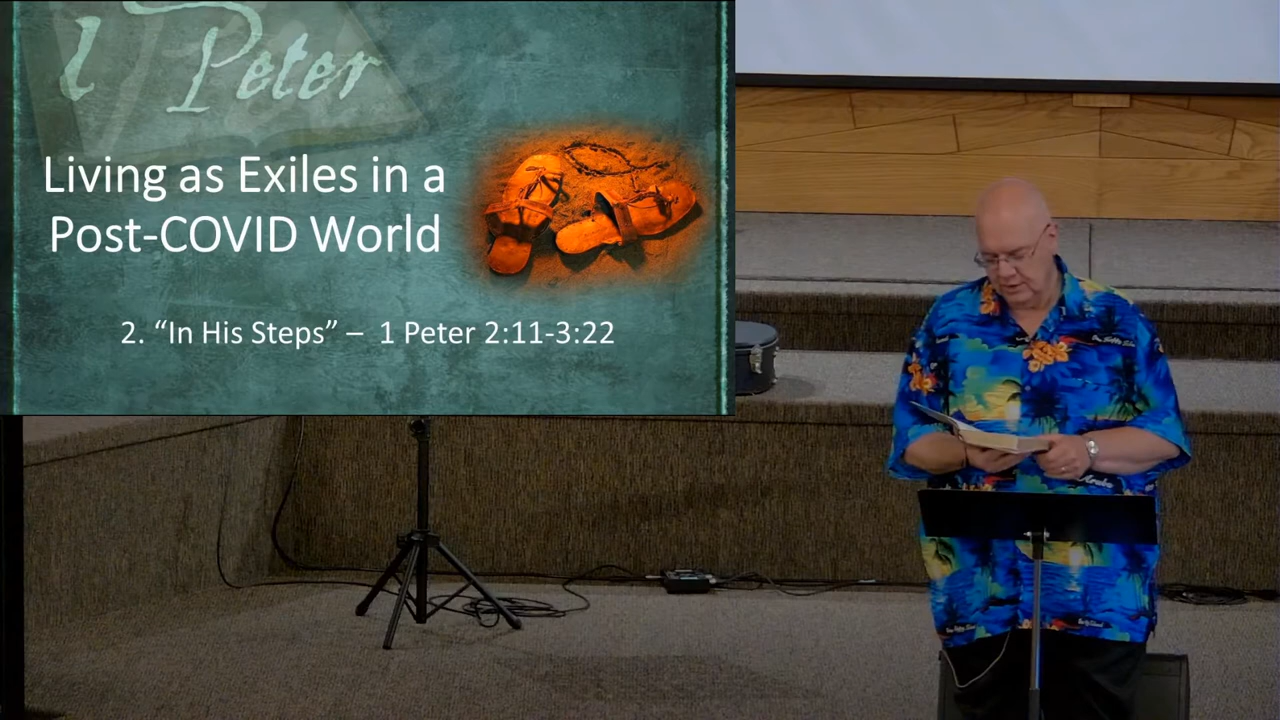 1 Peter
Living as Exiles in a
Post-COVID World
2. “In His Steps” – 1 Peter 2:11-3:22
Aruba